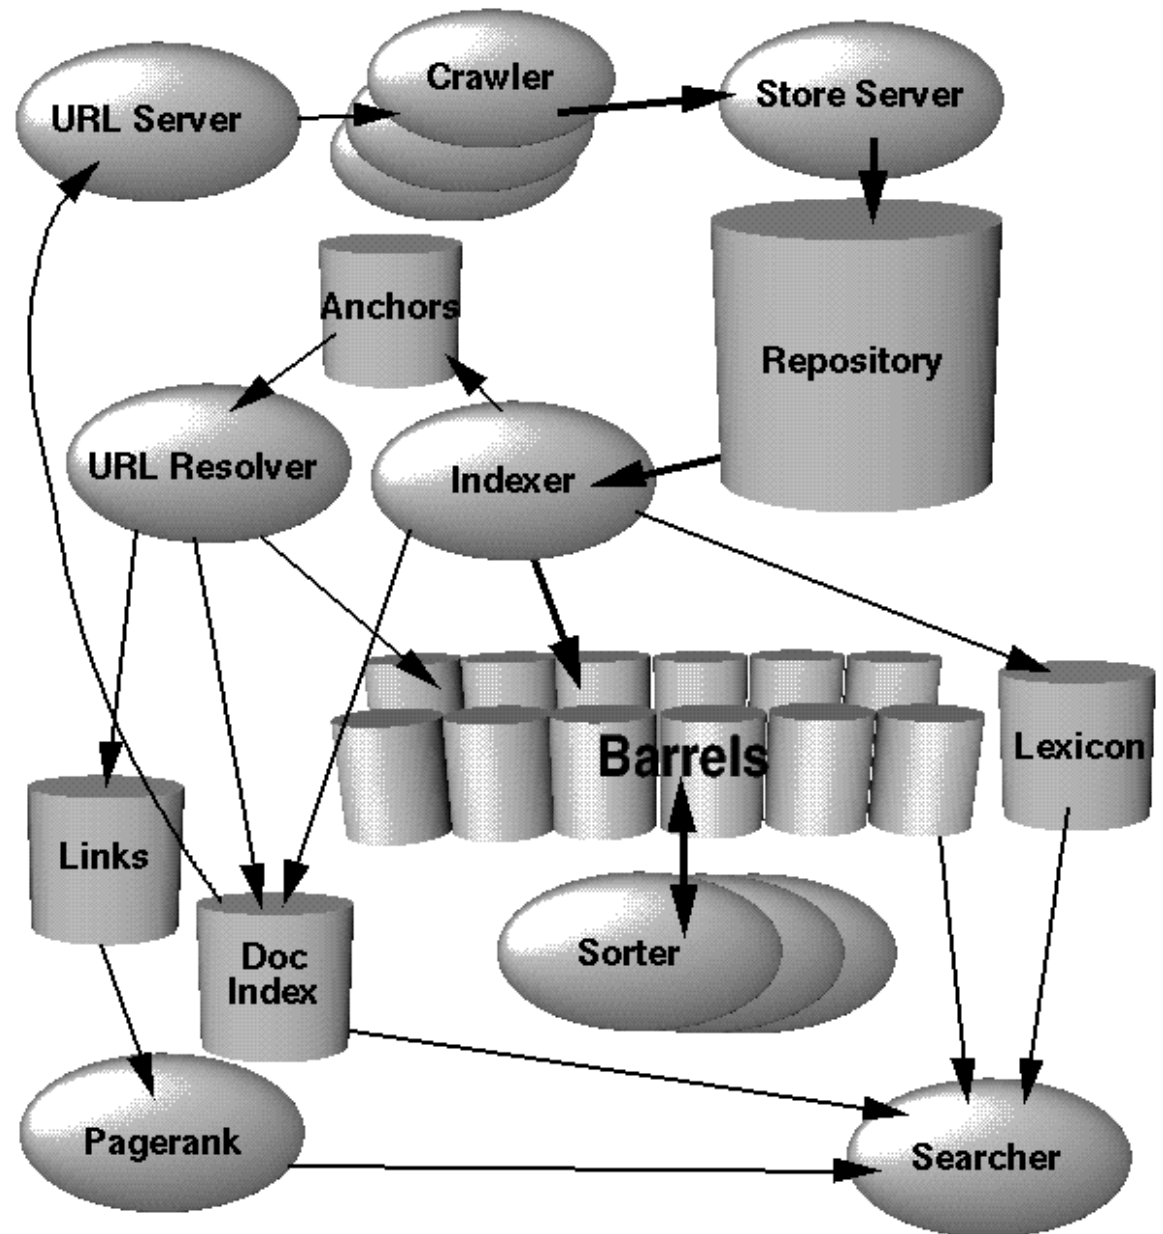 URL Server
Crawler
Store Server
Anchors
Repository
URL Resolver
Indexer
Barrels
Lexicon
Links
Doc
Index
Sorter
Pagerank
Searcher